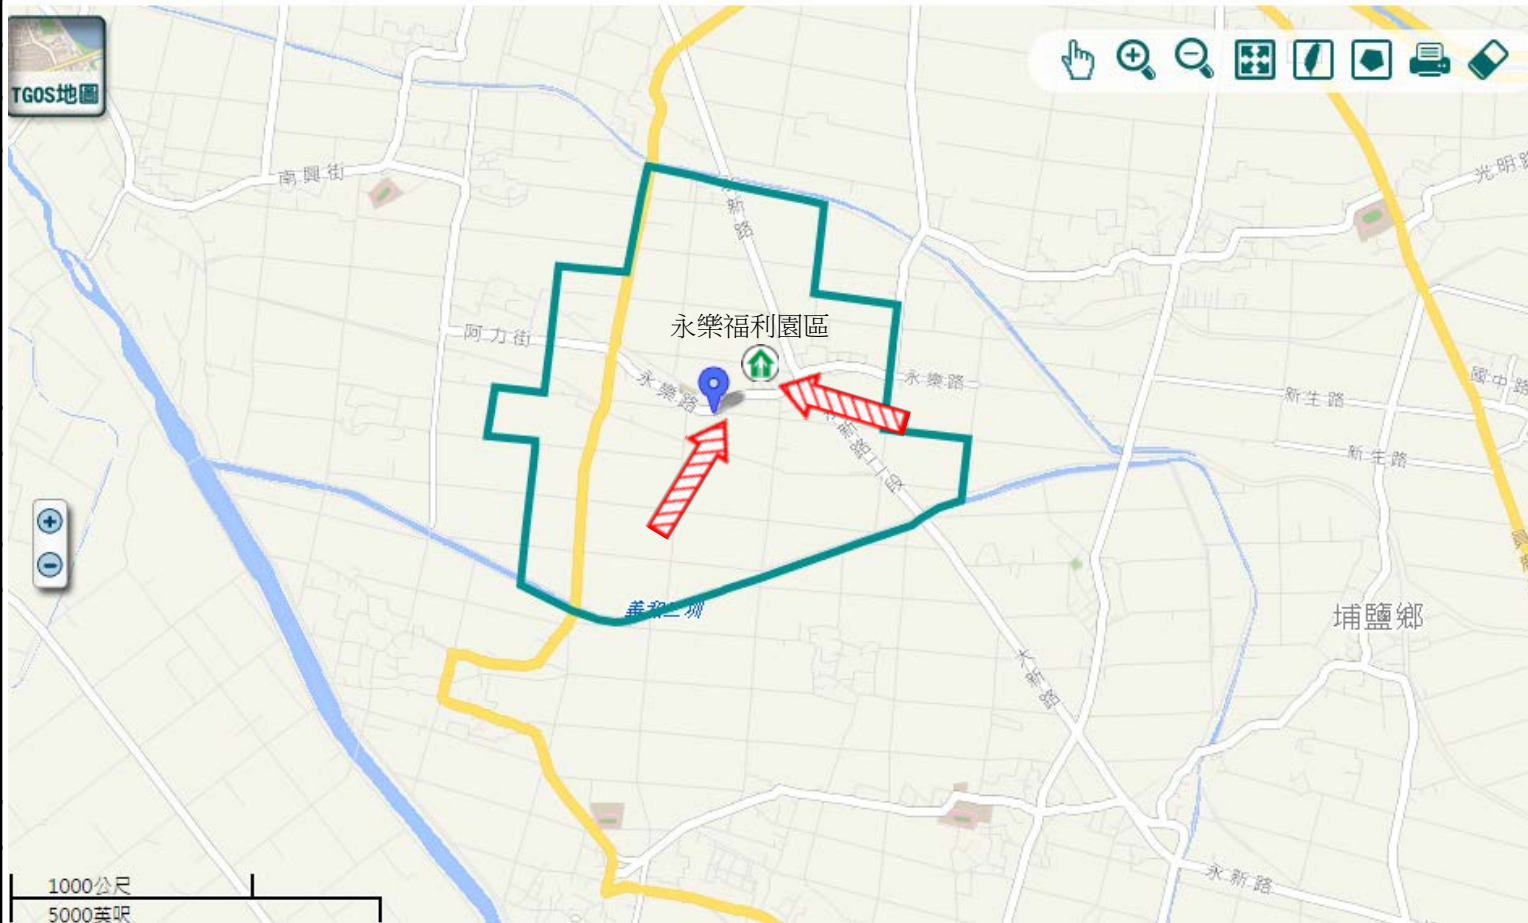 TGOS地圖
光明路
南興街
新路
永樂福利園區
阿力街
永樂路
永樂路
國中路
新生路
新路二段
新生路
義和三圳
埔鹽鄉
大新路
永新路
1000公尺
5000英呎